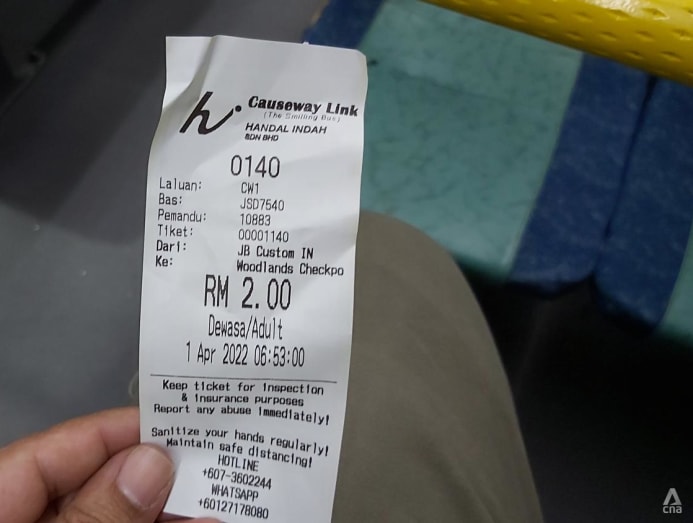 h.
Causeway Link
(The Smiling Bus)
HANDAL INDAH
SDN BHD
0140
Laluan: CW1
Bas: JSD7540
Pemandu: 10883
Tiket: 00001140
Dari: JB Custom IN
Ke: Woodlands Checkpo
RM 2.00
Dewasa/Adult
1 Apr 2022 06:53:00
Keep ticket for inspection
& insurance purposes
Report any abuse immediately!
Sanitize your hands regularly!
Maintain safe distancing!
HOTLINE
+607-3602244
WHATSAPP
+60127178080
cna